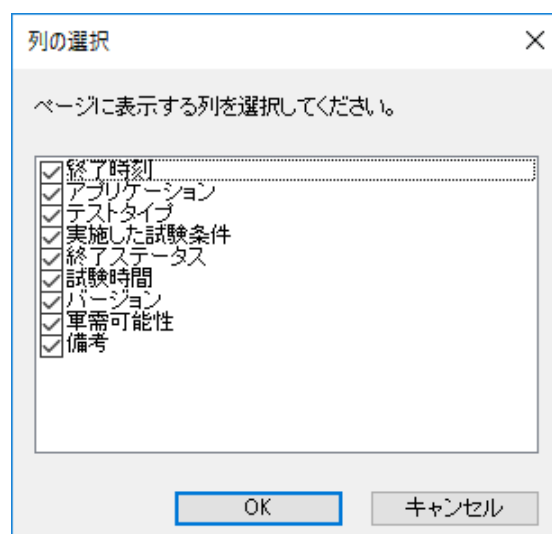 列の選択
ページに表示する列を選択してください。
終了時刻
アプリケーション
テストタイプ
実施した試験条件
終了ステータス
試験時間
バージョン
軍需可能性
備考
OK
キャンセル